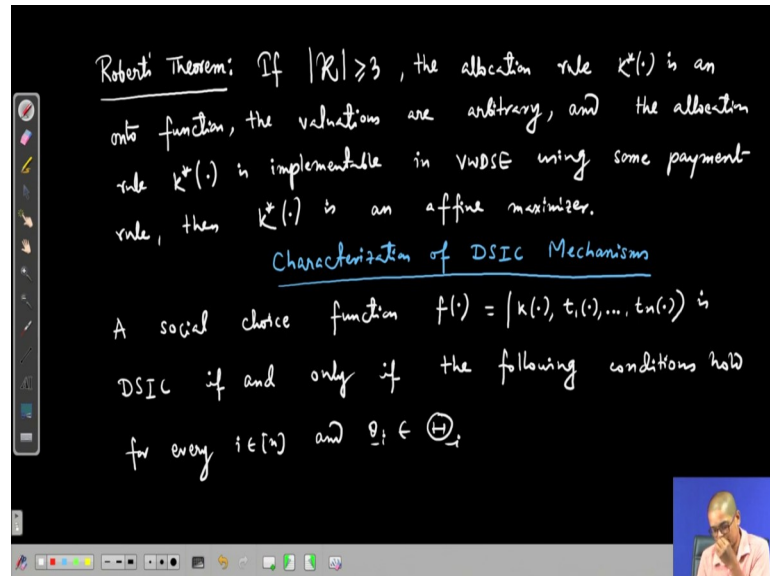 Roberts Theorem: If |𝒦| ⩾ 3, the allocation rule k*(·) is an
onto function, the valuations are arbitrary, and the allocation
rule k*(·) is implementable in VWDSE using some payment
rule, then k*(·) is an affine maximizer.
Characterization of DSIC Mechanisms
A social choice function f(·) = (k(·), t₁(·), ..., tn(·)) is
DSIC if and only if the following conditions hold
for every i ∈ [n] and θ_i ∈ Θ_i